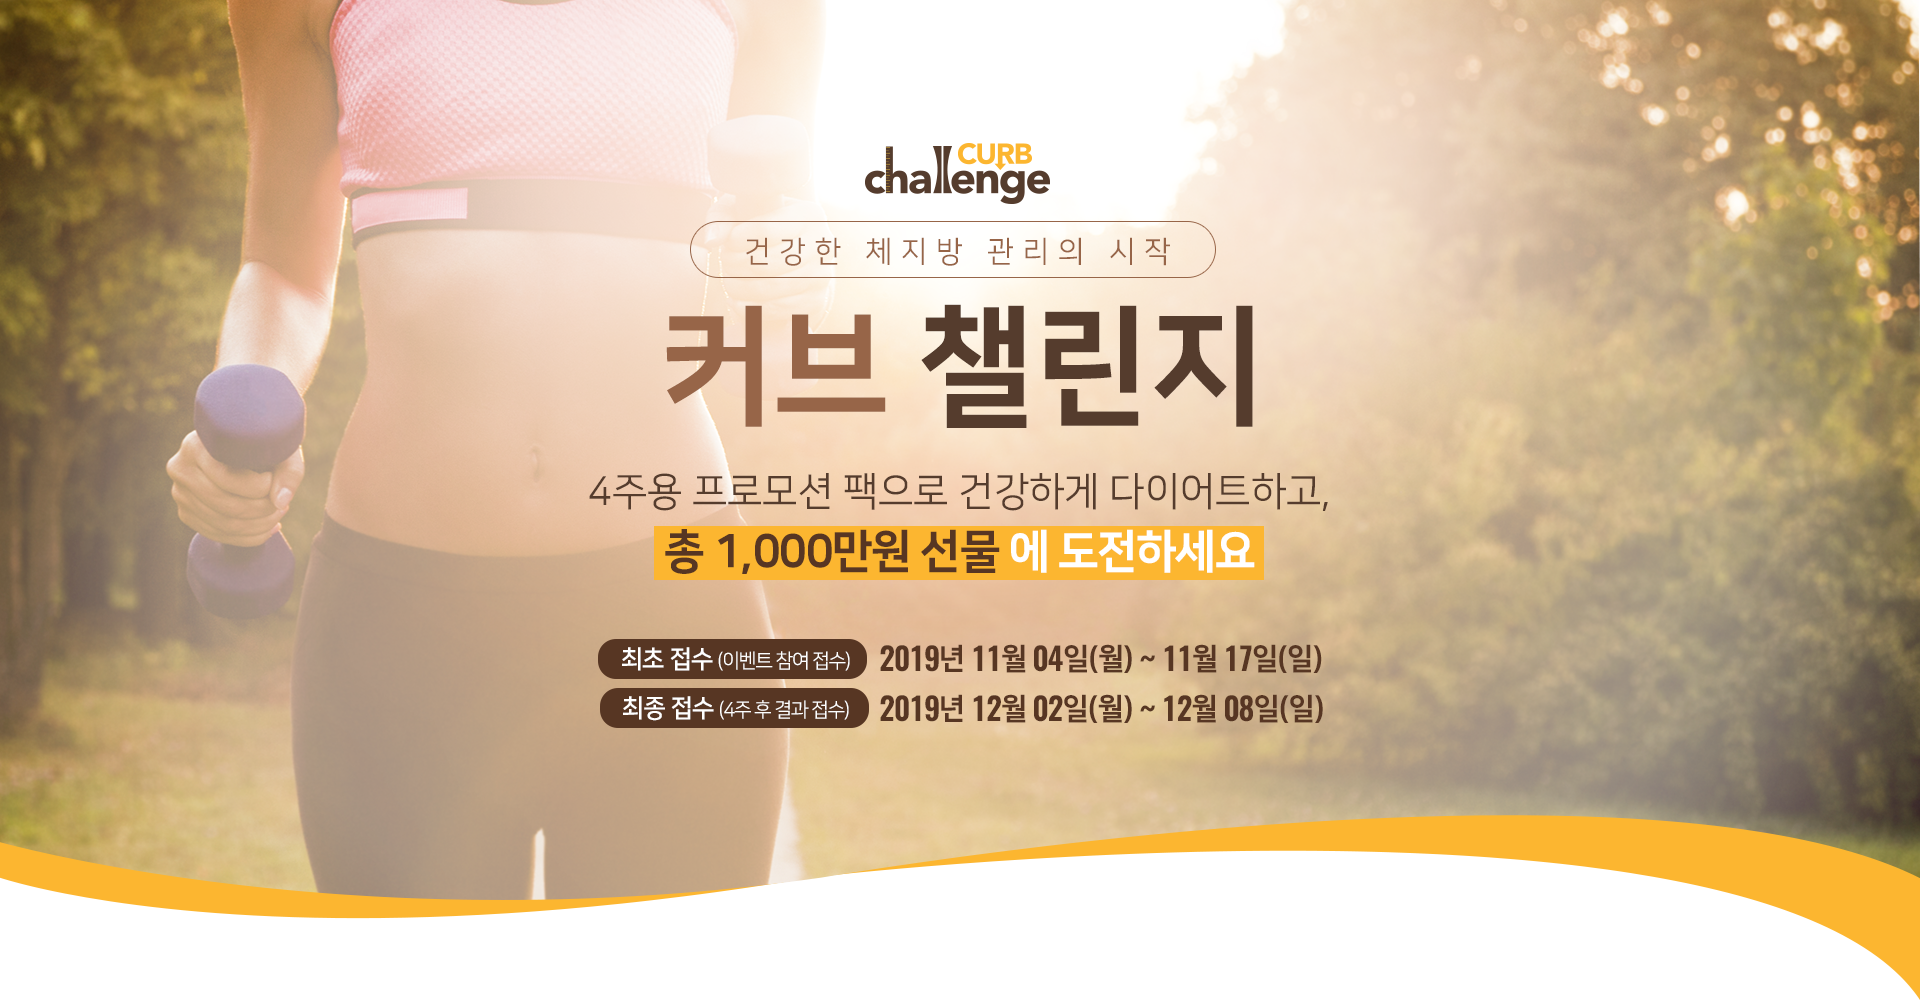 CURB
challenge
건강한 체지방 관리의 시작
커브 챌린지
4주용 프로모션 팩으로 건강하게 다이어트하고,
총 1,000만원 선물에 도전하세요
최초 접수 (이벤트 참여 접수) 2019년 11월 04일(월) ~ 11월 17일(일)
최종 접수 (4주 후 결과 접수) 2019년 12월 02일(월) ~ 12월 08일(일)